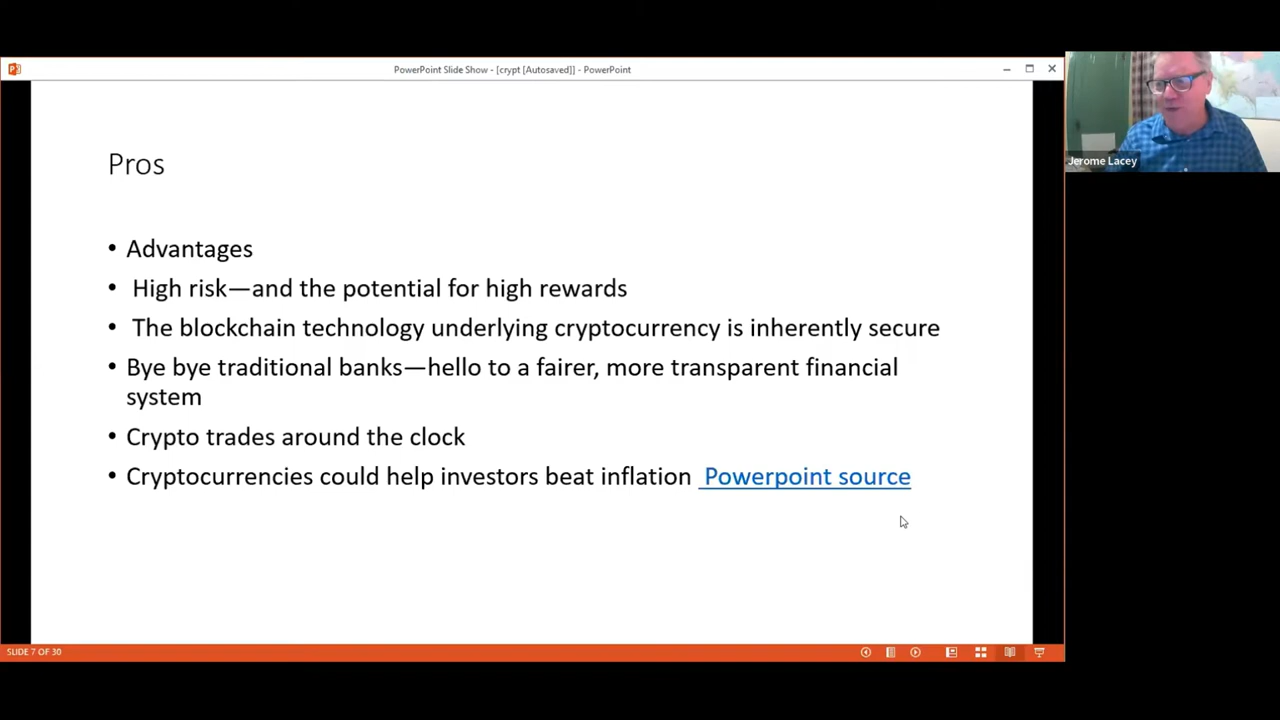 PowerPoint Slide Show - [crypt [Autosaved]] - PowerPoint
Jerome Lacey
Pros
• Advantages
• High risk—and the potential for high rewards
• The blockchain technology underlying cryptocurrency is inherently secure
• Bye bye traditional banks—hello to a fairer, more transparent financial
system
• Crypto trades around the clock
• Cryptocurrencies could help investors beat inflation Powerpoint source
SLIDE 7 OF 30